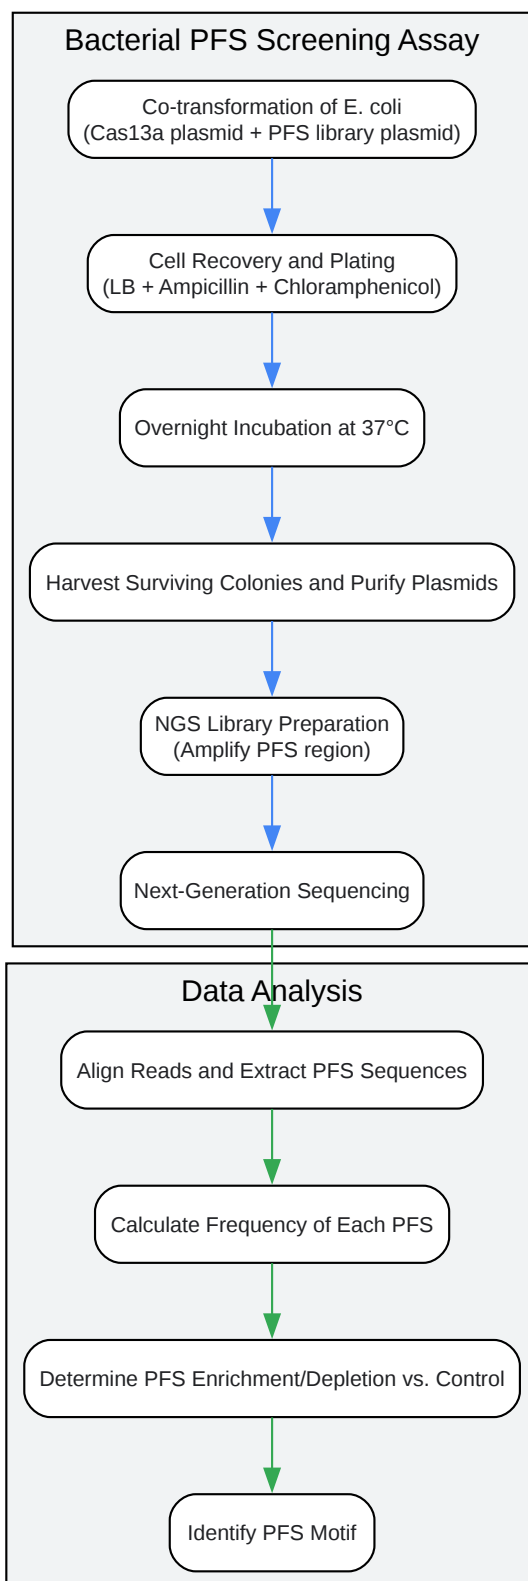 Bacterial PFS Screening Assay
Co-transformation of E. coli
(Cas13a plasmid + PFS library plasmid)
Cell Recovery and Plating
(LB + Ampicillin + Chloramphenicol)
Overnight Incubation at 37°C
Harvest Surviving Colonies and Purify Plasmids
NGS Library Preparation
(Amplify PFS region)
Next-Generation Sequencing
Data Analysis
Align Reads and Extract PFS Sequences
Calculate Frequency of Each PFS
Determine PFS Enrichment/Depletion vs. Control
Identify PFS Motif